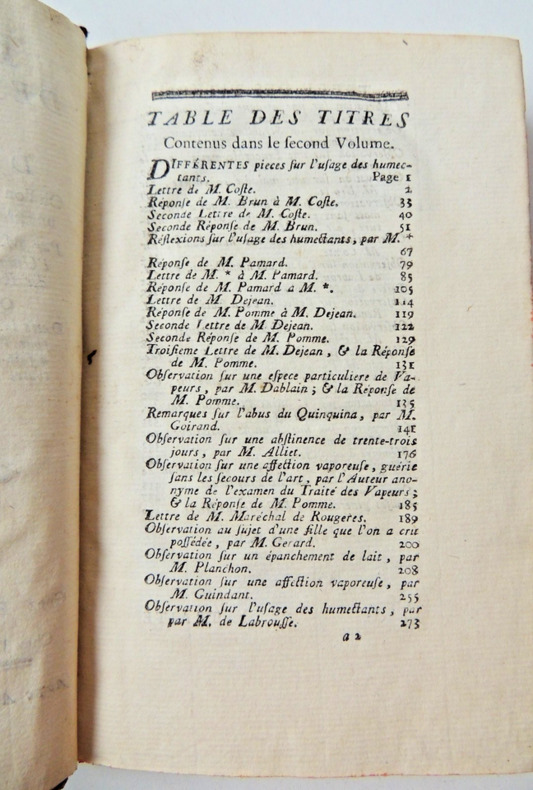 TABLE DES TITRES
Contenus dans le second Volume.
DIFFÉRENTES pieces sur l'usage des humec-
tants. Page 1
Lettre de M. Coste. 2
Réponse de M. Brun à M. Coste. 33
Seconde Lettre de M. Coste. 40
Seconde Réponse de M. Brun. 51
Réflexions sur l'usage des humectants, par M. *
67
Réponse de M. Pamard. 79
Lettre de M. * à M. Pamard. 85
Réponse de M. Pamard a M. *. 105
Lettre de M. Dejean. 114
Réponse de M. Pomme à M. Dejean. 119
Seconde Lettre de M. Dejean. 122
Seconde Réponse de M. Pomme. 129
Troisieme Lettre de M. Dejean, & la Réponse
de M. Pomme. 131
Observation sur une espece particuliere de Va-
peurs, par M. Dablain; & la Réponse de
M. Pomme. 135
Remarques sur l'abus du Quinquina, par M.
Goirand. 141
Observation sur une abstinence de trente-trois
jours, par M. Alliet. 176
Observation sur une affection vaporeuse, guérie
sans les secours de l'art, par l'Auteur ano-
nyme de l'examen du Traité des Vapeurs;
& la Réponse de M. Pomme. 185
Lettre de M. Maréchal de Rougeres. 189
Observation au sujet d'une fille que l'on a crut
possédée, par M. Gerard. 200
Observation sur un épanchement de lait, par
M. Planchon. 208
Observation sur une affection vaporeuse, par
M. Guindant. 255
Observation sur l'usage des humectants, par
par M. de Labrousse. 273
a 2